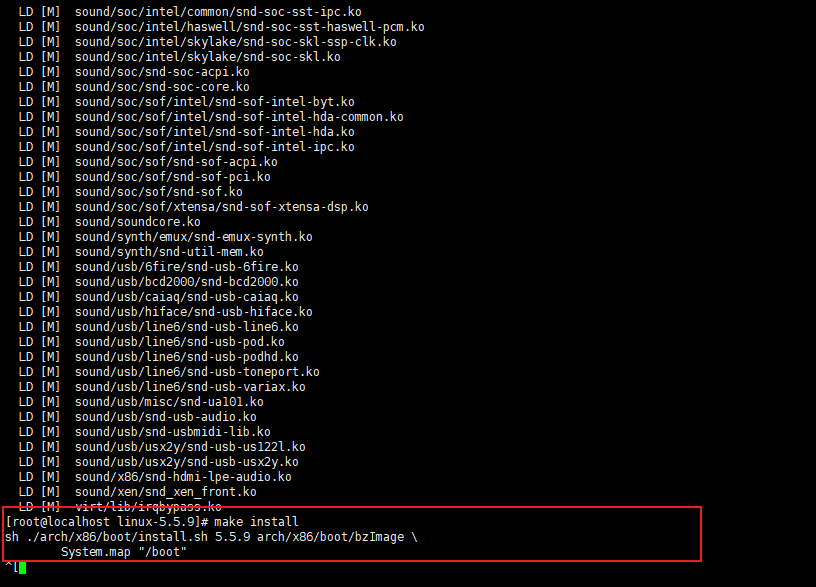 LD [M]  sound/soc/intel/common/snd-soc-sst-ipc.ko
LD [M]  sound/soc/intel/haswell/snd-soc-sst-haswell-pcm.ko
LD [M]  sound/soc/intel/skylake/snd-soc-skl-ssp-clk.ko
LD [M]  sound/soc/intel/skylake/snd-soc-skl.ko
LD [M]  sound/soc/snd-soc-acpi.ko
LD [M]  sound/soc/snd-soc-core.ko
LD [M]  sound/soc/sof/intel/snd-sof-intel-byt.ko
LD [M]  sound/soc/sof/intel/snd-sof-intel-hda-common.ko
LD [M]  sound/soc/sof/intel/snd-sof-intel-hda.ko
LD [M]  sound/soc/sof/intel/snd-sof-intel-ipc.ko
LD [M]  sound/soc/sof/snd-sof-acpi.ko
LD [M]  sound/soc/sof/snd-sof-pci.ko
LD [M]  sound/soc/sof/snd-sof.ko
LD [M]  sound/soc/sof/xtensa/snd-sof-xtensa-dsp.ko
LD [M]  sound/soundcore.ko
LD [M]  sound/synth/emux/snd-emux-synth.ko
LD [M]  sound/synth/snd-util-mem.ko
LD [M]  sound/usb/6fire/snd-usb-6fire.ko
LD [M]  sound/usb/bcd2000/snd-bcd2000.ko
LD [M]  sound/usb/caiaq/snd-usb-caiaq.ko
LD [M]  sound/usb/hiface/snd-usb-hiface.ko
LD [M]  sound/usb/line6/snd-usb-line6.ko
LD [M]  sound/usb/line6/snd-usb-pod.ko
LD [M]  sound/usb/line6/snd-usb-podhd.ko
LD [M]  sound/usb/line6/snd-usb-toneport.ko
LD [M]  sound/usb/line6/snd-usb-variax.ko
LD [M]  sound/usb/misc/snd-ua101.ko
LD [M]  sound/usb/snd-usb-audio.ko
LD [M]  sound/usb/snd-usbmidi-lib.ko
LD [M]  sound/usb/usx2y/snd-usb-us122l.ko
LD [M]  sound/usb/usx2y/snd-usb-usx2y.ko
LD [M]  sound/x86/snd-hdmi-lpe-audio.ko
LD [M]  sound/xen/snd_xen_front.ko
LD [M]  virt/lib/irqbypass.ko
[root@localhost linux-5.5.9]# make install
sh ./arch/x86/boot/install.sh 5.5.9 arch/x86/boot/bzImage \
System.map "/boot"
^[